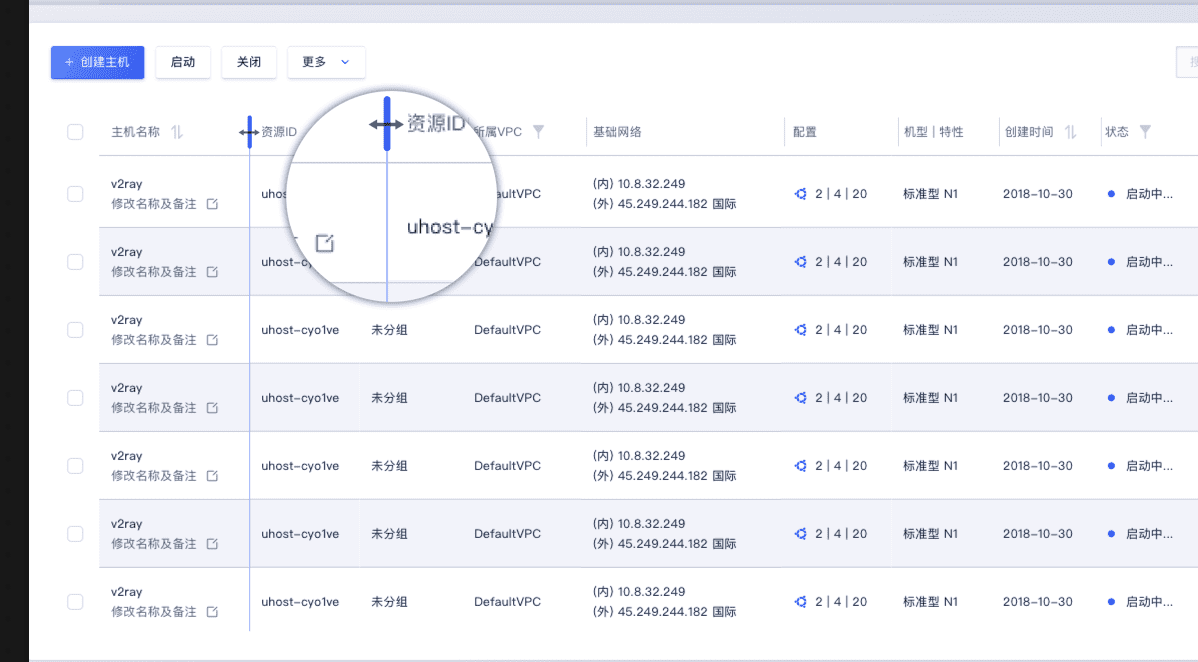 + 创建主机 启动 关闭 更多
主机名称 资源ID 资源ID 所属VPC 基础网络 配置 机型 | 特性 创建时间 状态
v2ray (内) 10.8.32.249
修改名称及备注 (外) 45.249.244.182 国际 2 | 4 | 20 标准型 N1 2018-10-30 启动中...
uhost-cy
v2ray (内) 10.8.32.249
修改名称及备注 uhost-cy DefaultVPC (外) 45.249.244.182 国际 2 | 4 | 20 标准型 N1 2018-10-30 启动中...
v2ray (内) 10.8.32.249
修改名称及备注 uhost-cyo1ve 未分组 DefaultVPC (外) 45.249.244.182 国际 2 | 4 | 20 标准型 N1 2018-10-30 启动中...
v2ray (内) 10.8.32.249
修改名称及备注 uhost-cyo1ve 未分组 DefaultVPC (外) 45.249.244.182 国际 2 | 4 | 20 标准型 N1 2018-10-30 启动中...
v2ray (内) 10.8.32.249
修改名称及备注 uhost-cyo1ve 未分组 DefaultVPC (外) 45.249.244.182 国际 2 | 4 | 20 标准型 N1 2018-10-30 启动中...
v2ray (内) 10.8.32.249
修改名称及备注 uhost-cyo1ve 未分组 DefaultVPC (外) 45.249.244.182 国际 2 | 4 | 20 标准型 N1 2018-10-30 启动中...
v2ray (内) 10.8.32.249
修改名称及备注 uhost-cyo1ve 未分组 DefaultVPC (外) 45.249.244.182 国际 2 | 4 | 20 标准型 N1 2018-10-30 启动中...